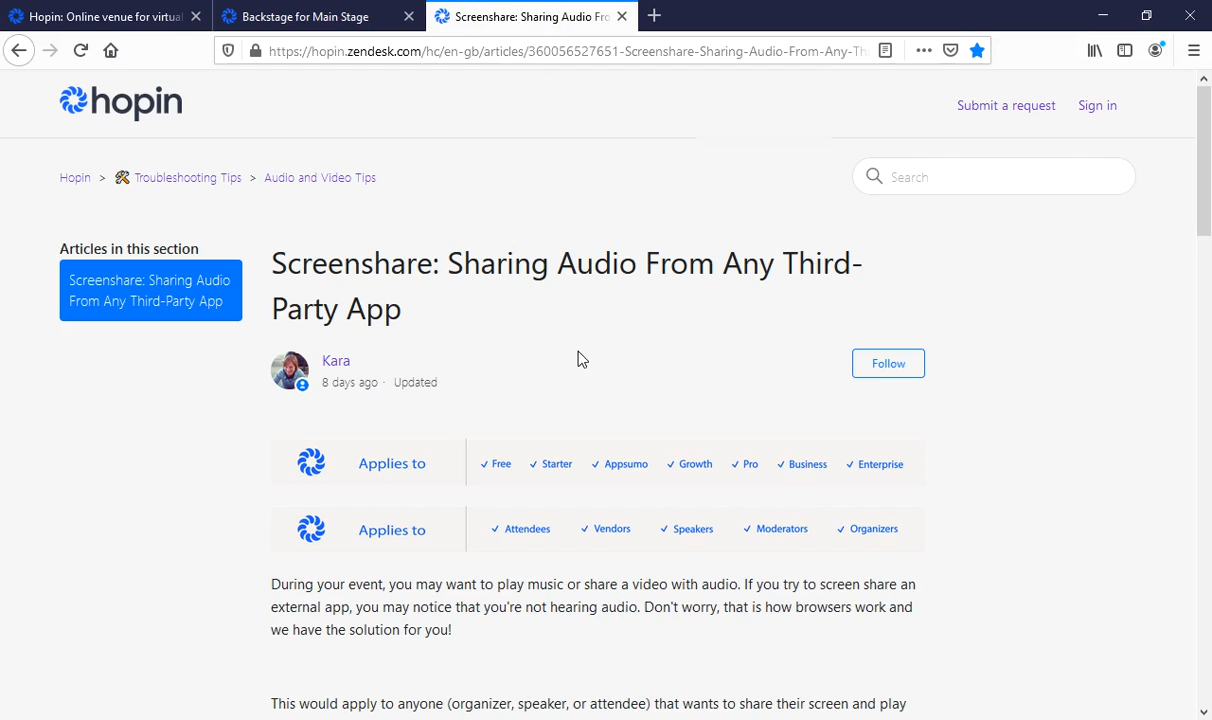 Hopin: Online venue for virtual
Backstage for Main Stage
Screenshare: Sharing Audio Fro
https://hopin.zendesk.com/hc/en-gb/articles/360056527651-Screenshare-Sharing-Audio-From-Any-Th
hopin
Submit a request
Sign in
Hopin > Troubleshooting Tips > Audio and Video Tips
Search
Articles in this section
Screenshare: Sharing Audio
From Any Third-Party App
Screenshare: Sharing Audio From Any Third-
Party App
Kara
8 days ago · Updated
Follow
Applies to
✓ Free ✓ Starter ✓ Appsumo ✓ Growth ✓ Pro ✓ Business ✓ Enterprise
Applies to
✓ Attendees ✓ Vendors ✓ Speakers ✓ Moderators ✓ Organizers
During your event, you may want to play music or share a video with audio. If you try to screen share an
external app, you may notice that you're not hearing audio. Don't worry, that is how browsers work and
we have the solution for you!
This would apply to anyone (organizer, speaker, or attendee) that wants to share their screen and play